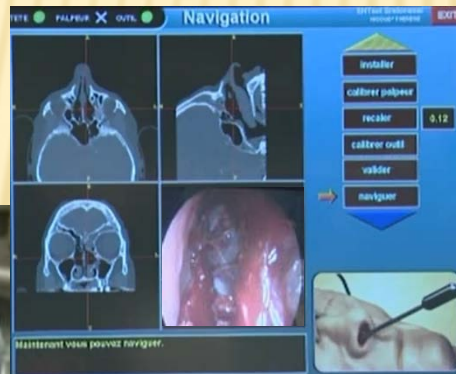 TETE PALPEUR X OUTIL
Navigation
EXIT
installer
calibrer palpeur
recaler
0.12
calibrer outil
valider
naviguer
Maintenant vous pouvez naviguer.